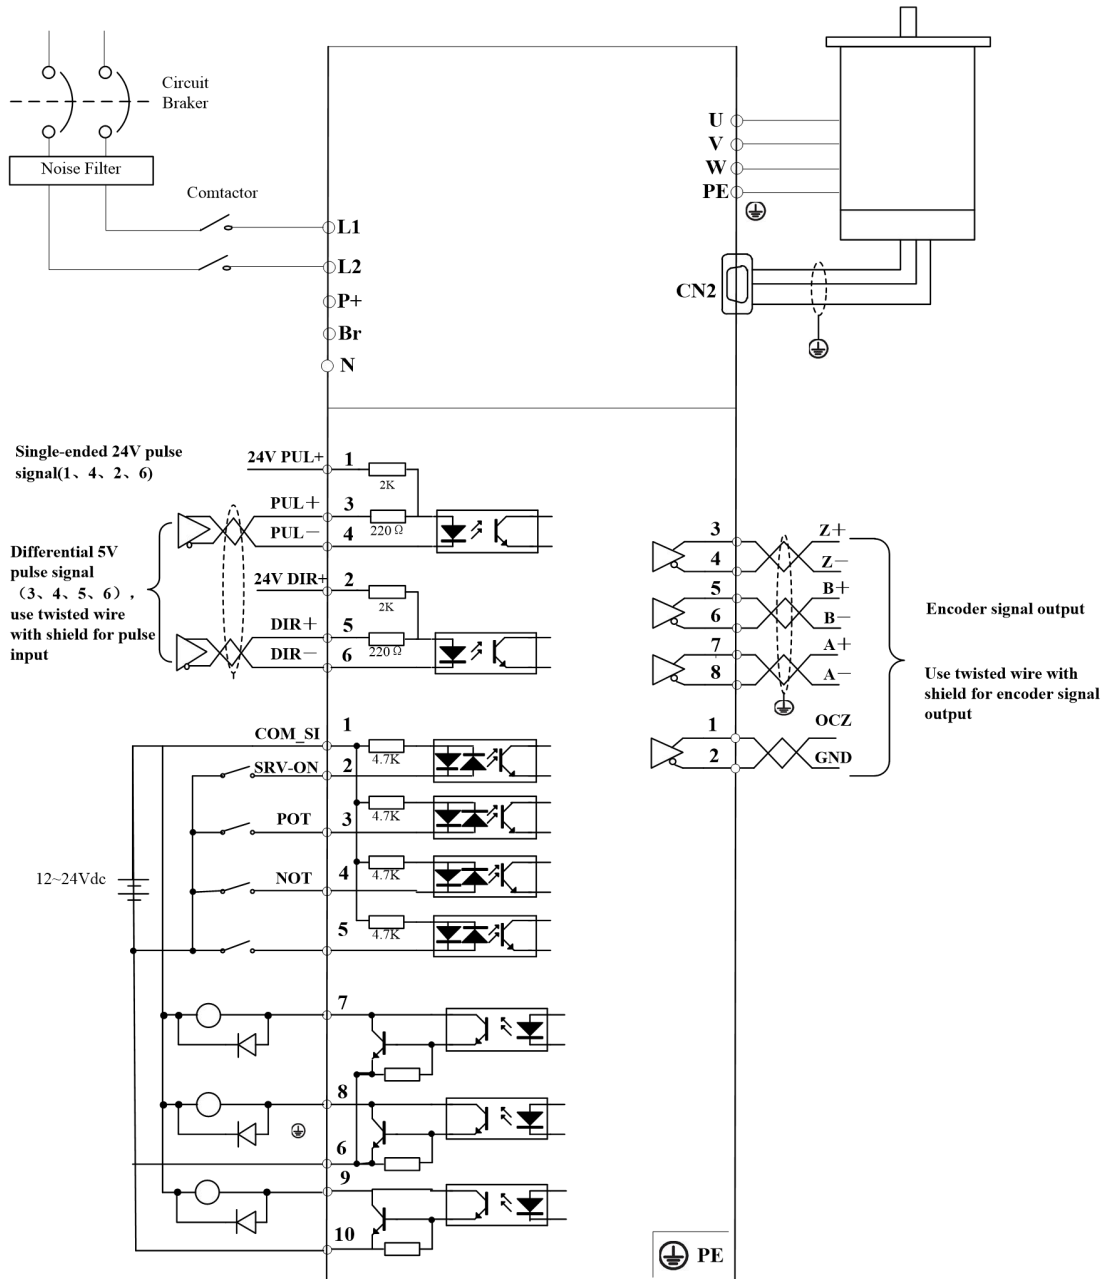 Circuit
Braker
Noise Filter
Comtactor
L1
L2
P+
Br
N
U
V
W
PE
CN2
Single-ended 24V pulse
signal(1、4、2、6)
24V PUL+
1
2K
PUL+
3
220Ω
PUL−
4
Differential 5V
pulse signal
（3、4、5、6），
use twisted wire
with shield for pulse
input
24V DIR+
2
2K
DIR+
5
220Ω
DIR−
6
3
Z+
4
Z−
5
B+
6
B−
7
A+
8
A−
1
OCZ
2
GND
Encoder signal output
Use twisted wire with
shield for encoder signal
output
COM_SI
1
4.7K
SRV-ON
2
POT
3
4.7K
NOT
4
4.7K
5
4.7K
12~24Vdc
7
8
6
9
10
PE